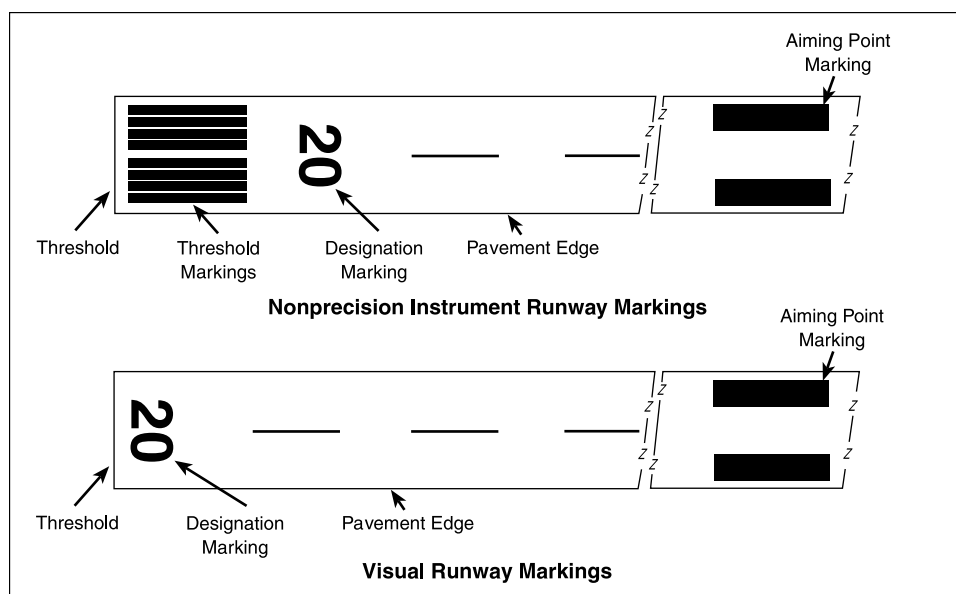 Aiming Point
Marking
20
Threshold
Threshold
Markings
Designation
Marking
Pavement Edge
Nonprecision Instrument Runway Markings
Aiming Point
Marking
20
Threshold
Designation
Marking
Pavement Edge
Visual Runway Markings